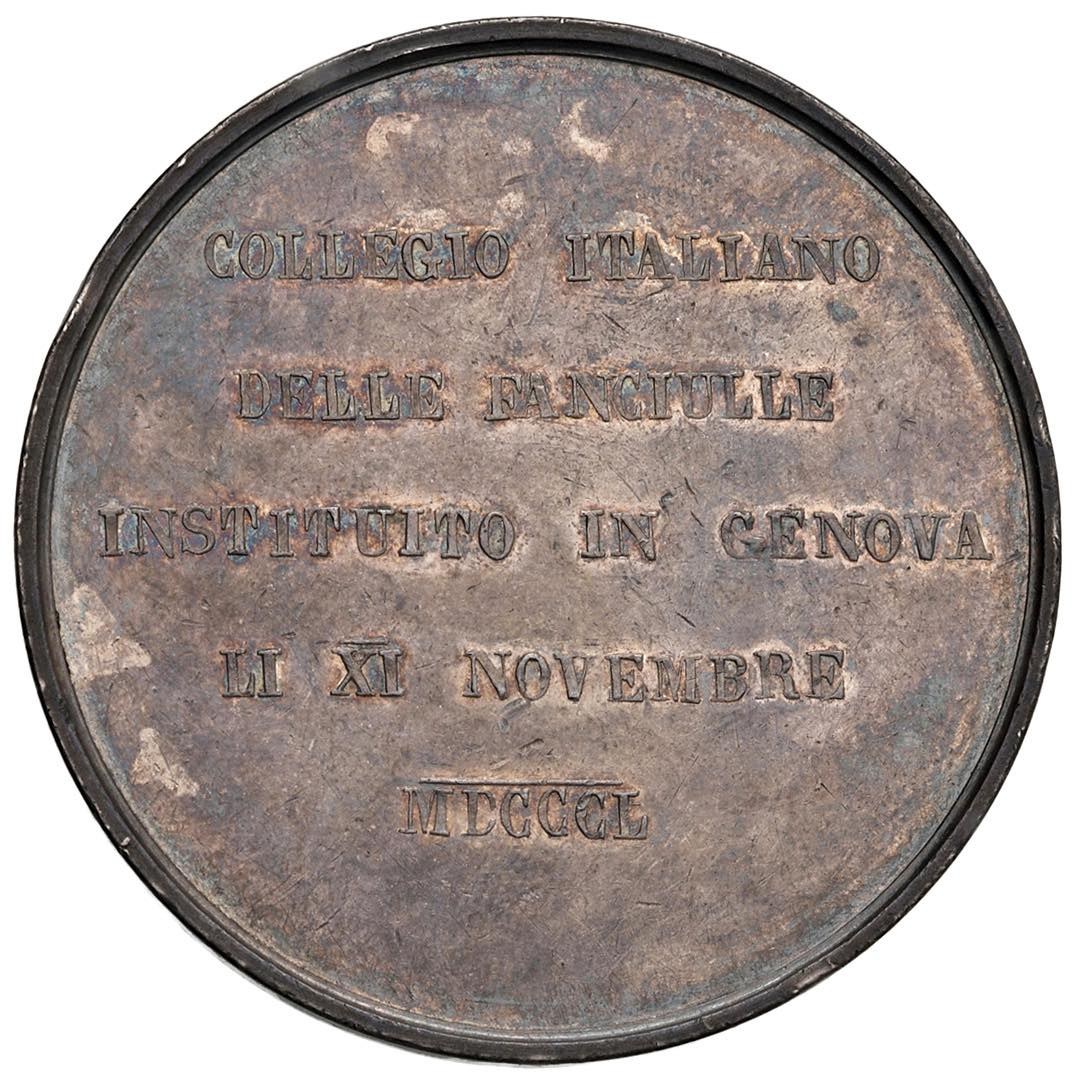 COLLEGIO ITALIANO
DELLE FANCIULLE
INSTITUITO IN GENOVA
LI XI NOVEMBRE
MDCCCL